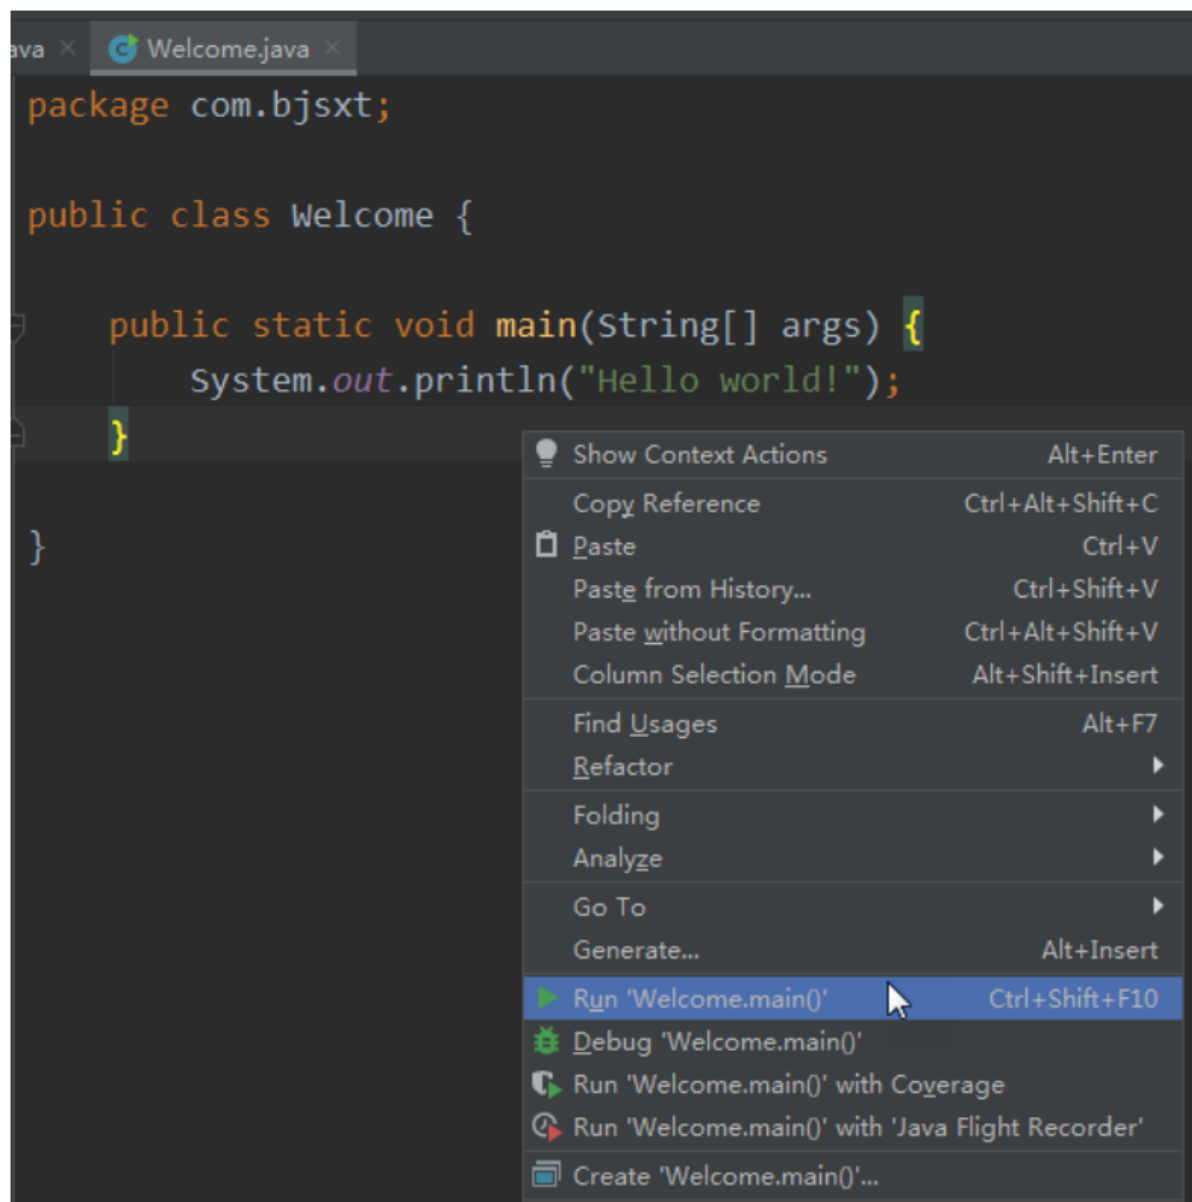 ava
Welcome.java
package com.bjsxt;
public class Welcome {
public static void main(String[] args) {
System.out.println("Hello world!");
}
}
Show Context Actions Alt+Enter
Copy Reference Ctrl+Alt+Shift+C
Paste Ctrl+V
Paste from History... Ctrl+Shift+V
Paste without Formatting Ctrl+Alt+Shift+V
Column Selection Mode Alt+Shift+Insert
Find Usages Alt+F7
Refactor
Folding
Analyze
Go To
Generate... Alt+Insert
Run 'Welcome.main()' Ctrl+Shift+F10
Debug 'Welcome.main()'
Run 'Welcome.main()' with Coverage
Run 'Welcome.main()' with 'Java Flight Recorder'
Create 'Welcome.main()'...